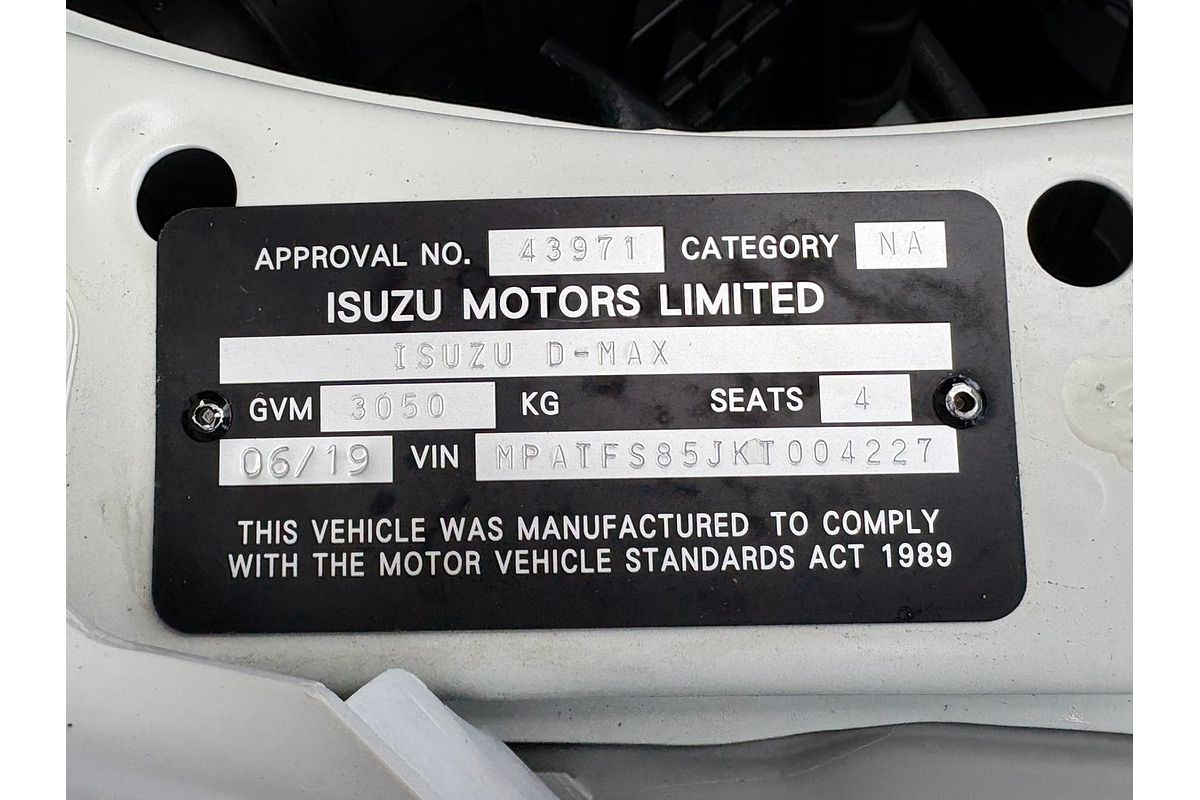 APPROVAL NO. 43971 CATEGORY NA
ISUZU MOTORS LIMITED
ISUZU D-MAX
GVM 3050 KG SEATS 4
06/19 VIN MPATFS85JKT004227
THIS VEHICLE WAS MANUFACTURED TO COMPLY
WITH THE MOTOR VEHICLE STANDARDS ACT 1989